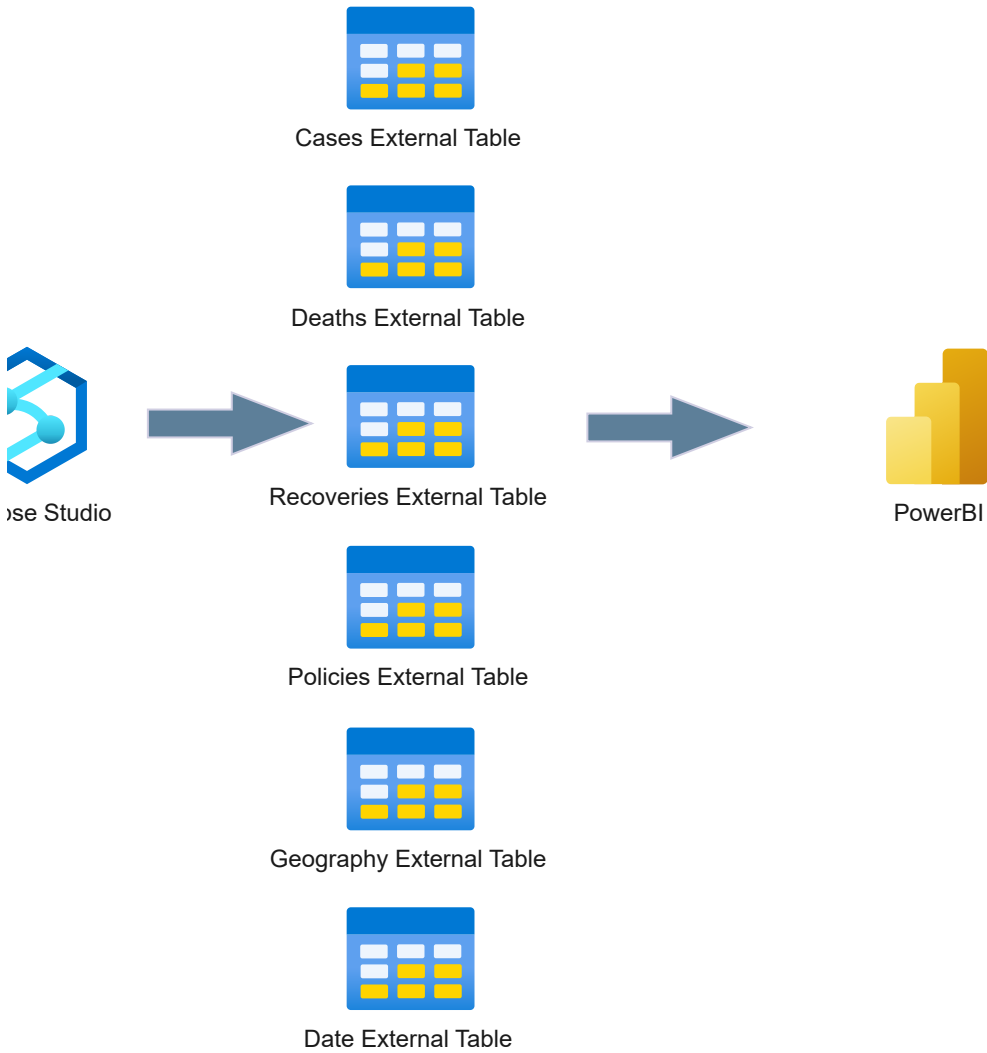 Cases External Table
Deaths External Table
Recoveries External Table
Studio
PowerBI
Policies External Table
Geography External Table
Date External Table